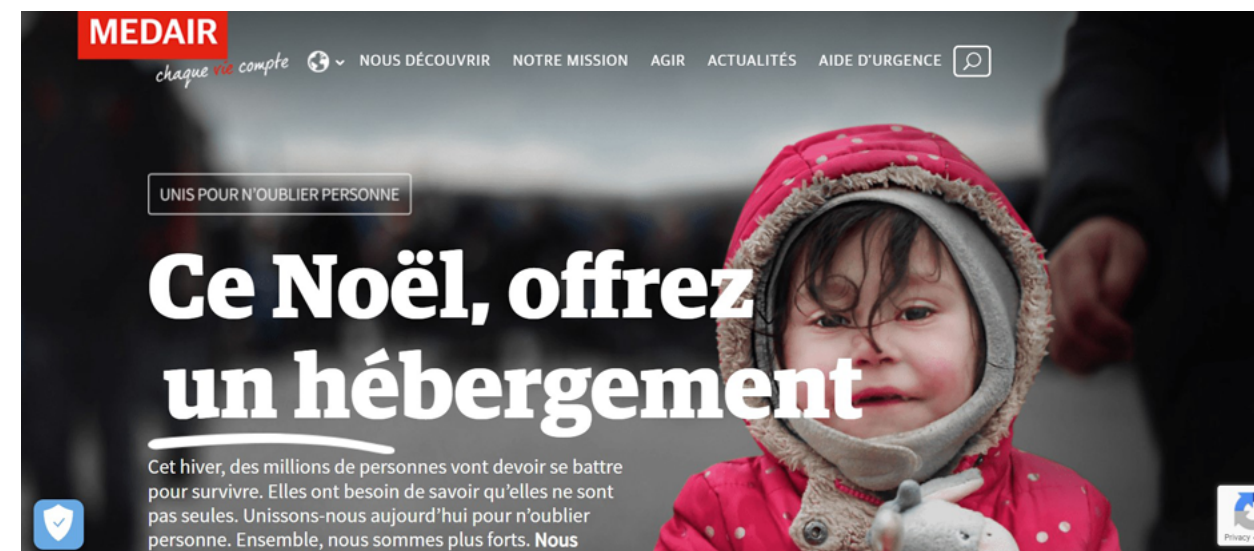 MEDAIR
chaque vie compte
NOUS DÉCOUVRIR NOTRE MISSION AGIR ACTUALITÉS AIDE D'URGENCE
UNIS POUR N'OUBLIER PERSONNE
Ce Noël, offrez
un hébergement
Cet hiver, des millions de personnes vont devoir se battre
pour survivre. Elles ont besoin de savoir qu'elles ne sont
pas seules. Unissons-nous aujourd'hui pour n'oublier
personne. Ensemble, nous sommes plus forts. Nous
Privacy